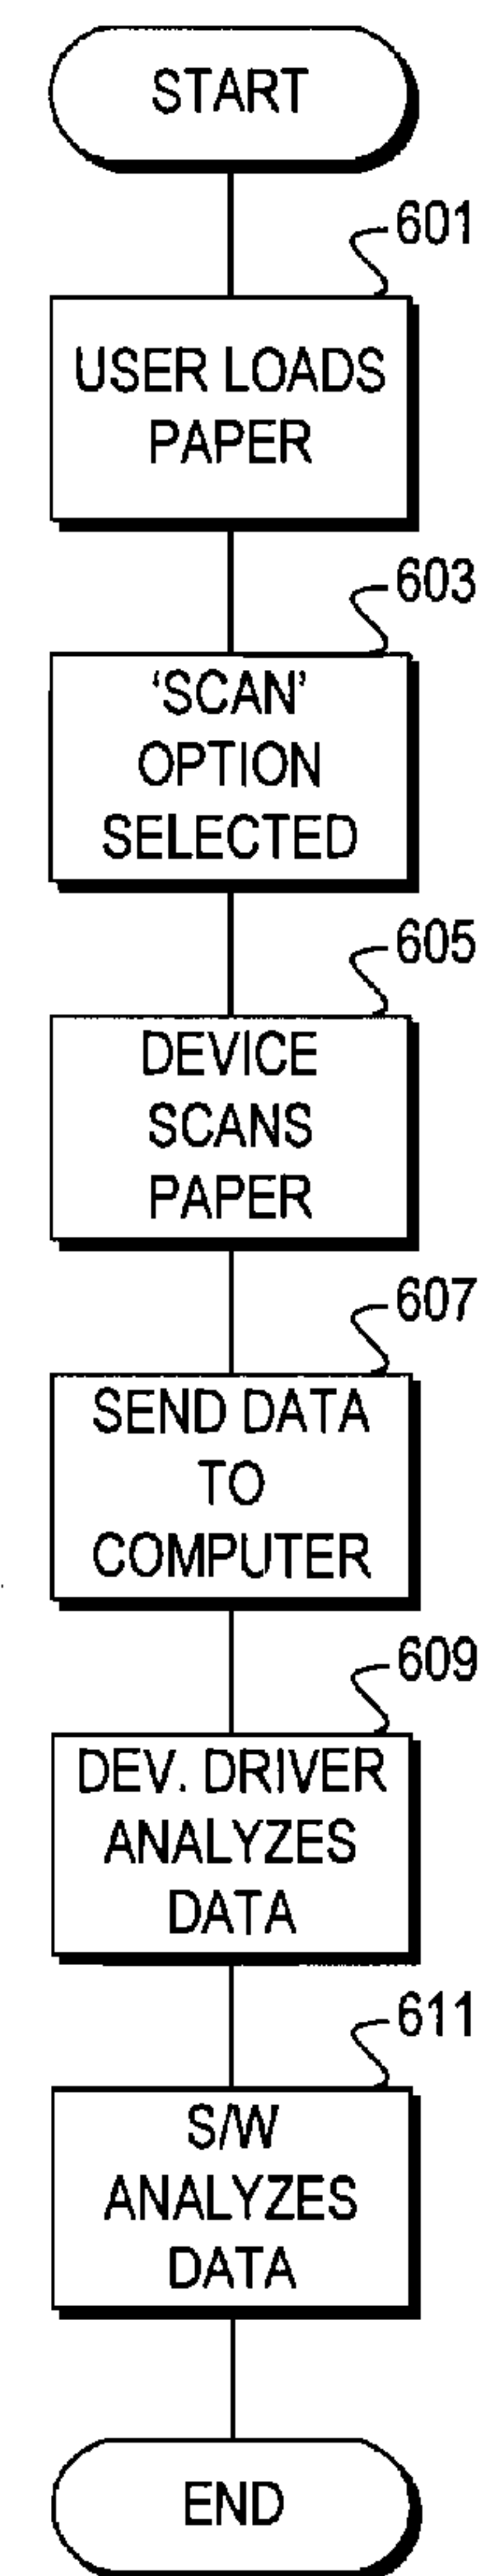 START
601
USER LOADS
PAPER
603
‘SCAN’
OPTION
SELECTED
605
DEVICE
SCANS
PAPER
607
SEND DATA
TO
COMPUTER
609
DEV. DRIVER
ANALYZES
DATA
611
S/W
ANALYZES
DATA
END